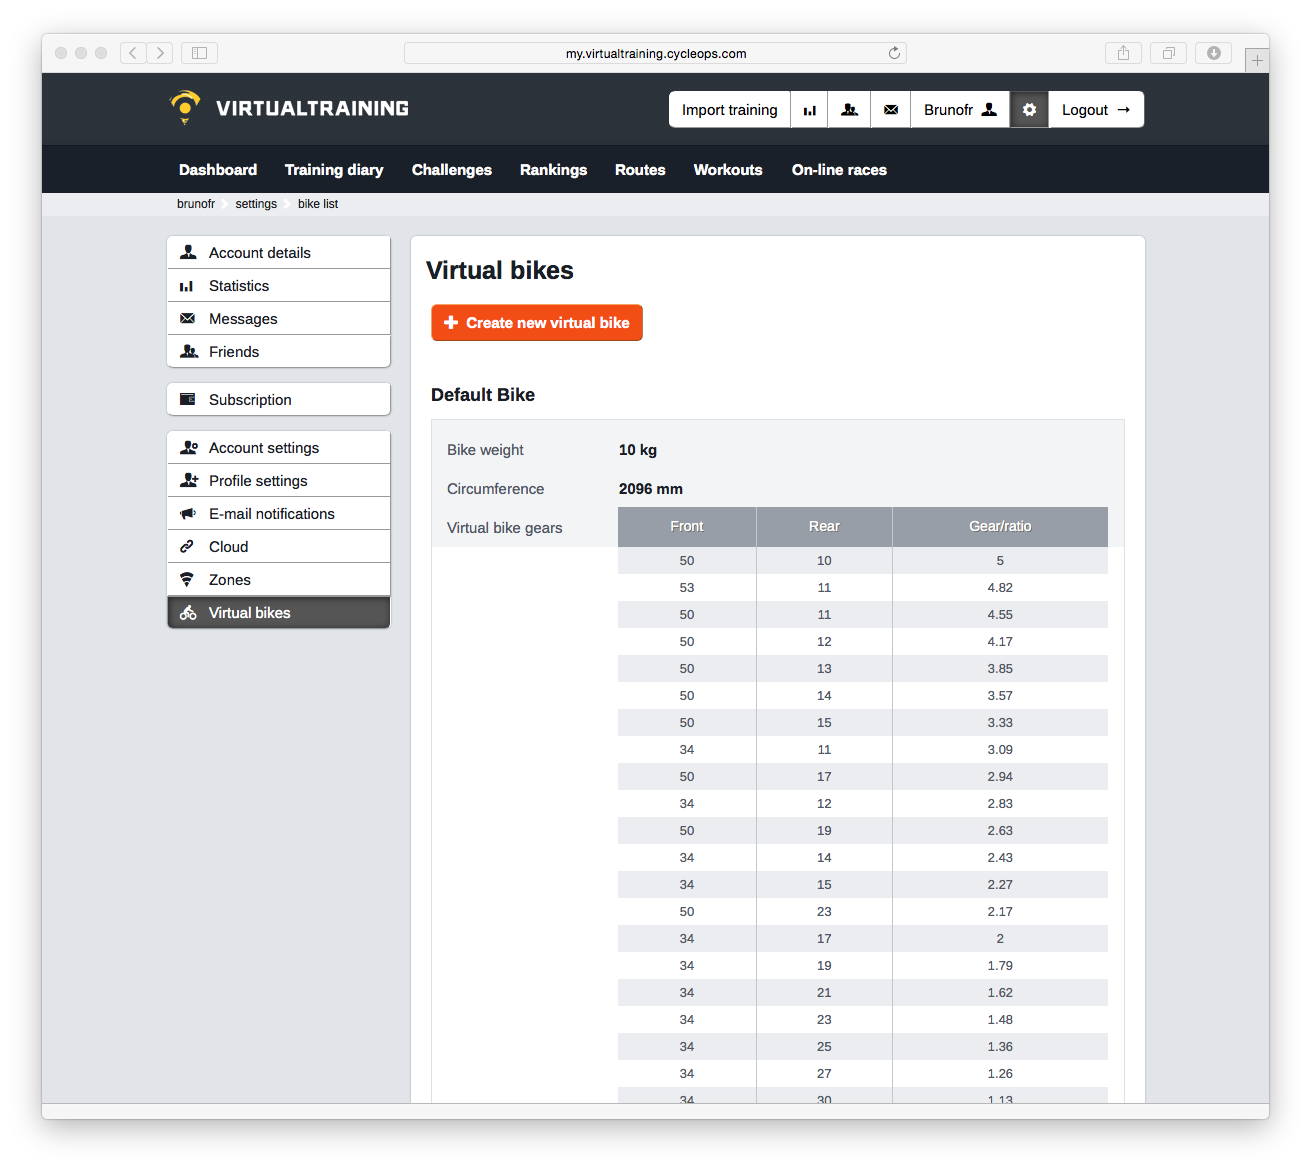 my.virtualtraining.cycleops.com
VIRTUALTRAINING
Import training
Brunofr
Logout →
Dashboard Training diary Challenges Rankings Routes Workouts On-line races
brunofr settings bike list
Account details
Statistics
Messages
Friends
Subscription
Account settings
Profile settings
E-mail notifications
Cloud
Zones
Virtual bikes
Virtual bikes
Create new virtual bike
Default Bike
Bike weight 10 kg
Circumference 2096 mm
Virtual bike gears
Front Rear Gear/ratio
50 10 5
53 11 4.82
50 11 4.55
50 12 4.17
50 13 3.85
50 14 3.57
50 15 3.33
34 11 3.09
50 17 2.94
34 12 2.83
50 19 2.63
34 14 2.43
34 15 2.27
50 23 2.17
34 17 2
34 19 1.79
34 21 1.62
34 23 1.48
34 25 1.36
34 27 1.26
34 30 1.13